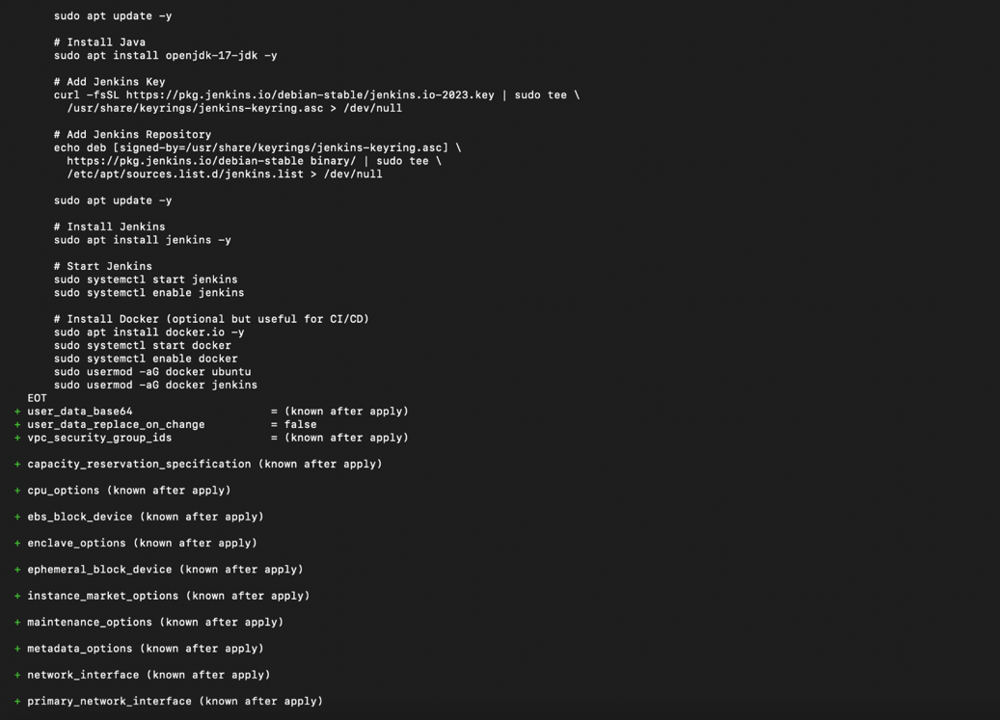 sudo apt update -y
# Install Java
sudo apt install openjdk-17-jdk -y
# Add Jenkins Key
curl -fsSL https://pkg.jenkins.io/debian-stable/jenkins.io-2023.key | sudo tee \
/usr/share/keyrings/jenkins-keyring.asc > /dev/null
# Add Jenkins Repository
echo deb [signed-by=/usr/share/keyrings/jenkins-keyring.asc] \
https://pkg.jenkins.io/debian-stable binary/ | sudo tee \
/etc/apt/sources.list.d/jenkins.list > /dev/null
sudo apt update -y
# Install Jenkins
sudo apt install jenkins -y
# Start Jenkins
sudo systemctl start jenkins
sudo systemctl enable jenkins
# Install Docker (optional but useful for CI/CD)
sudo apt install docker.io -y
sudo systemctl start docker
sudo systemctl enable docker
sudo usermod -aG docker ubuntu
sudo usermod -aG docker jenkins
EOT
+ user_data_base64 = (known after apply)
+ user_data_replace_on_change = false
+ vpc_security_group_ids = (known after apply)
+ capacity_reservation_specification (known after apply)
+ cpu_options (known after apply)
+ ebs_block_device (known after apply)
+ enclave_options (known after apply)
+ ephemeral_block_device (known after apply)
+ instance_market_options (known after apply)
+ maintenance_options (known after apply)
+ metadata_options (known after apply)
+ network_interface (known after apply)
+ primary_network_interface (known after apply)